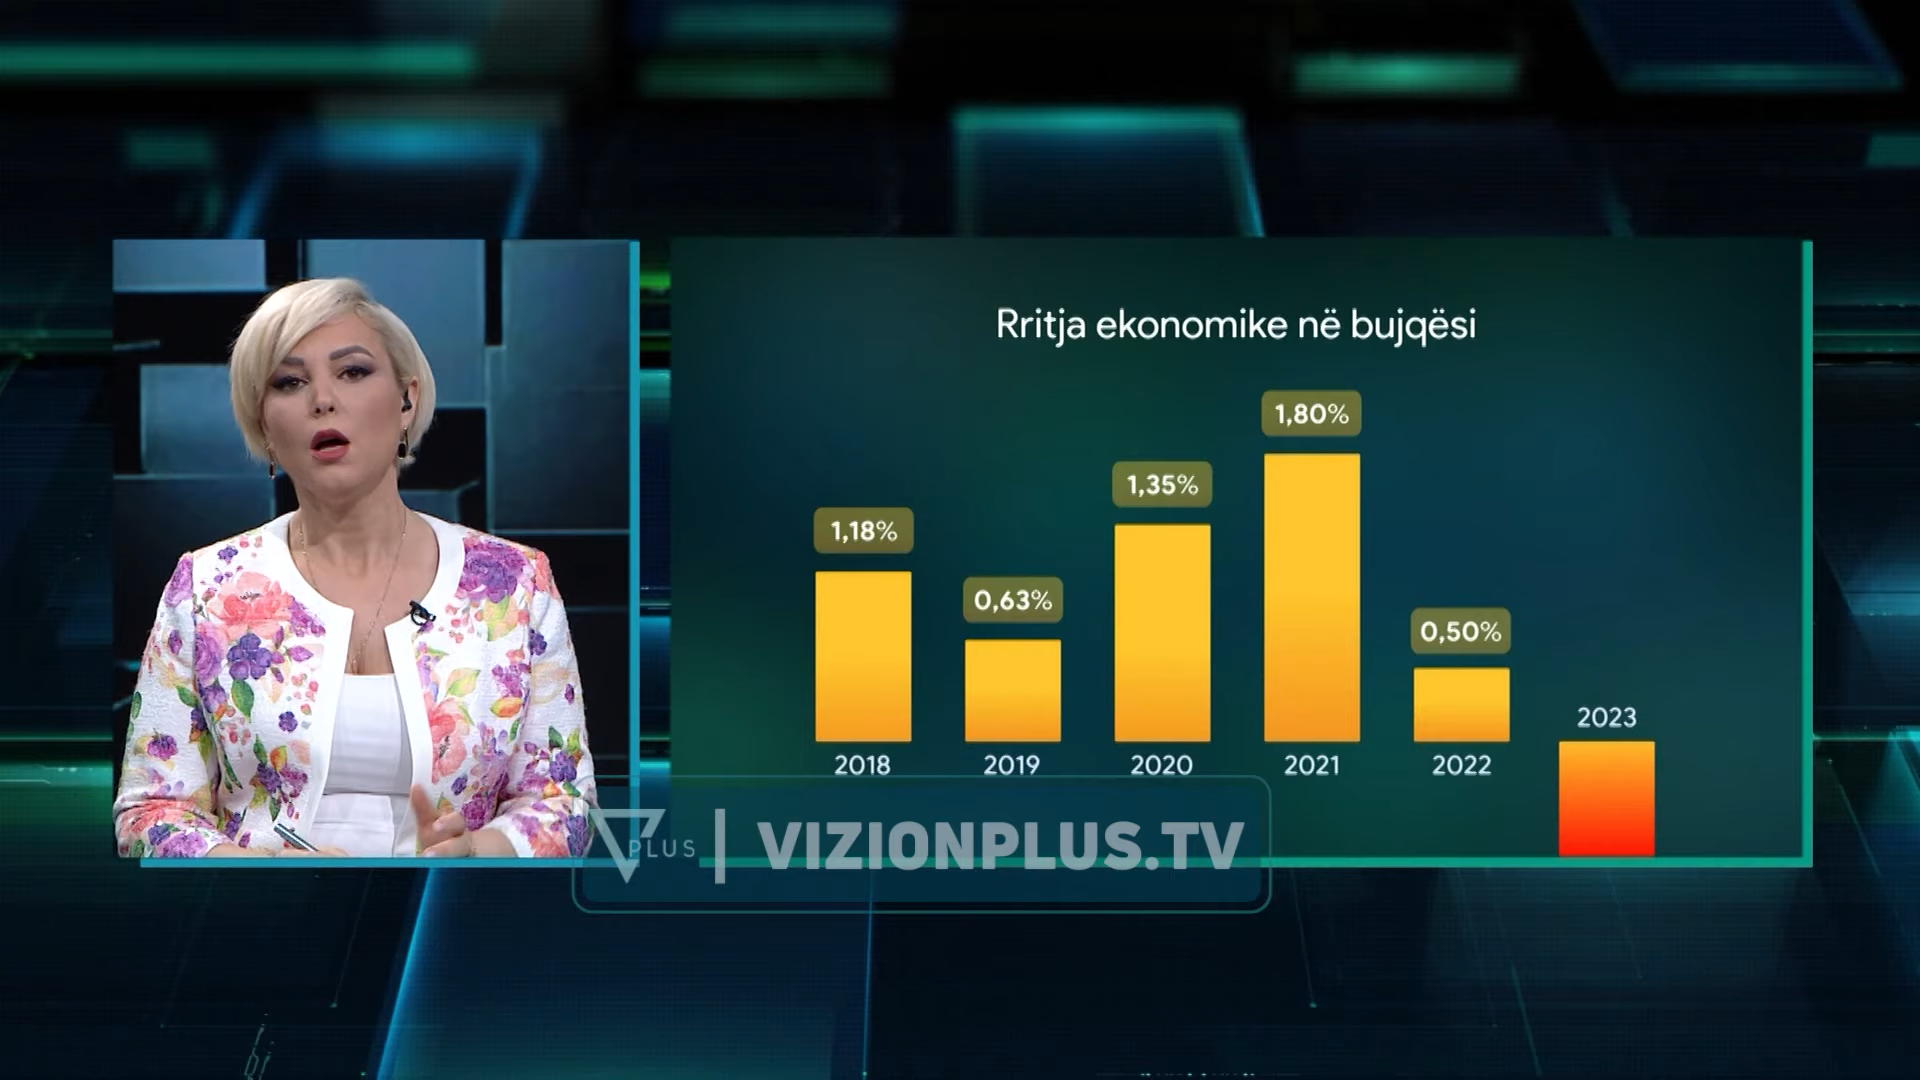 Rritja ekonomike në bujqësi
1,80%
1,35%
1,18%
0,63%
0,50%
2023
2018 2019 2020 2021 2022
PLUS | VIZIONPLUS.TV